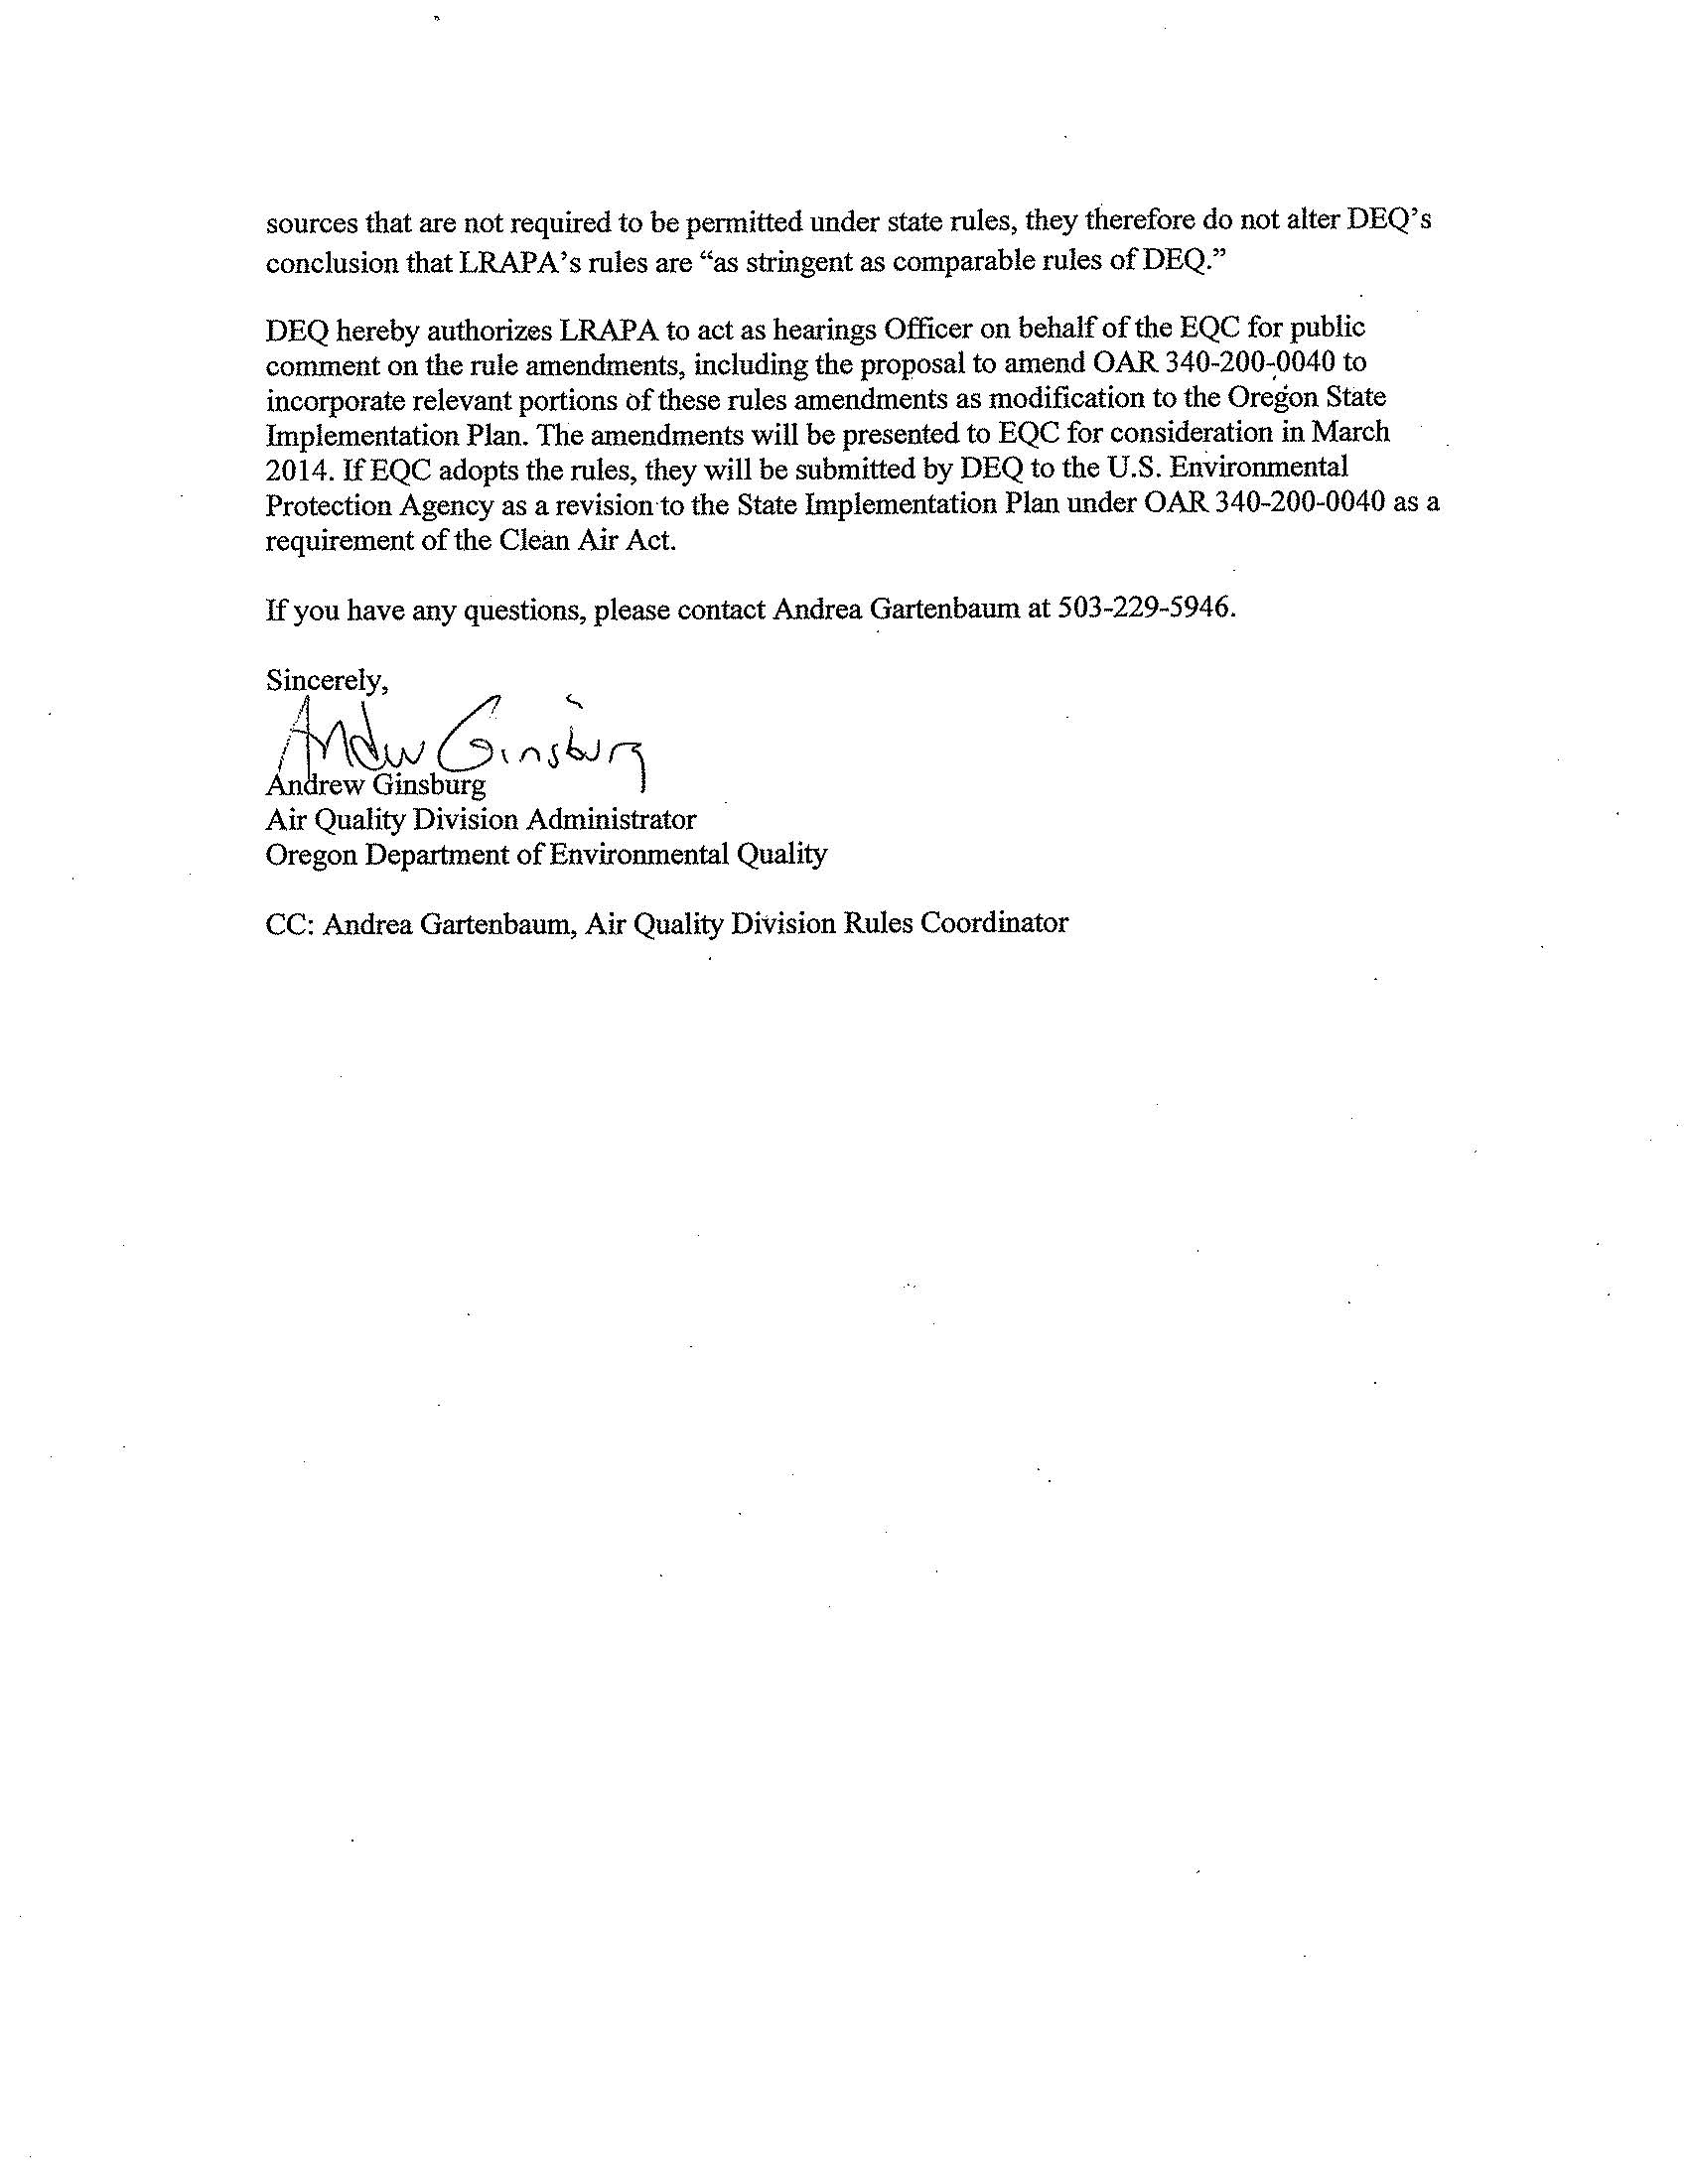 sources that are not required to be permitted under state rules, they therefore do not alter DEQ’s
conclusion that LRAPA’s rules are “as stringent as comparable rules of DEQ.”
DEQ hereby authorizes LRAPA to act as hearings Officer on behalf of the EQC for public
comment on the rule amendments, including the proposal to amend OAR 340-200-0040 to
incorporate relevant portions of these rules amendments as modification to the Oregon State
Implementation Plan. The amendments will be presented to EQC for consideration in March
2014. If EQC adopts the rules, they will be submitted by DEQ to the U.S. Environmental
Protection Agency as a revision to the State Implementation Plan under OAR 340-200-0040 as a
requirement of the Clean Air Act.
If you have any questions, please contact Andrea Gartenbaum at 503-229-5946.
Sincerely,
Andrew Ginsburg
Andrew Ginsburg
Air Quality Division Administrator
Oregon Department of Environmental Quality
CC: Andrea Gartenbaum, Air Quality Division Rules Coordinator